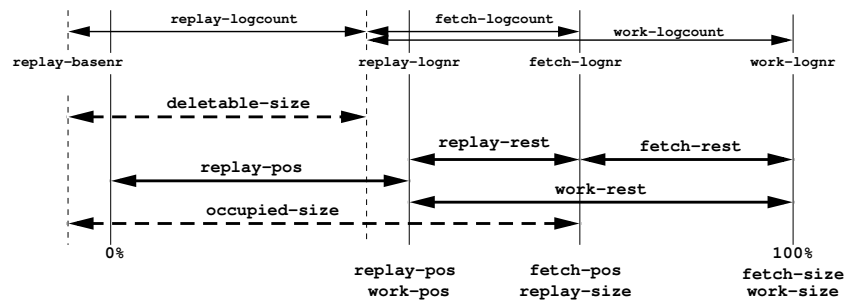 replay-logcount fetch-logcount
work-logcount
replay-basenr replay-lognr fetch-lognr work-lognr
deletable-size
replay-rest fetch-rest
replay-pos
work-rest
occupied-size
0% 100%
replay-pos fetch-pos fetch-size
work-pos replay-size work-size